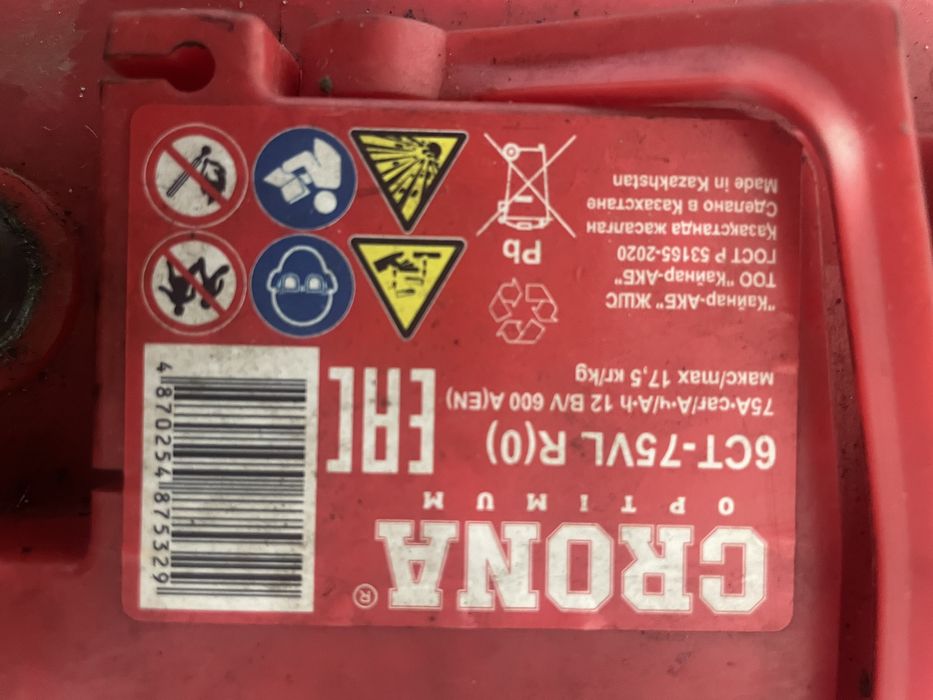 CRONA®
OPTIMUM
6СТ-75VL R(0)
75A·сағ/А·ч/A·h 12 В/V 600 A(EN)
макс/max 17,5 кг/kg
EAC
"Кайнар-АКБ" ЖШС
ТОО "Кайнар-АКБ"
ГОСТ Р 53165-2020
Қазақстанда жасалған
Сделано в Казахстане
Made in Kazakhstan
Pb
4 870254 875329